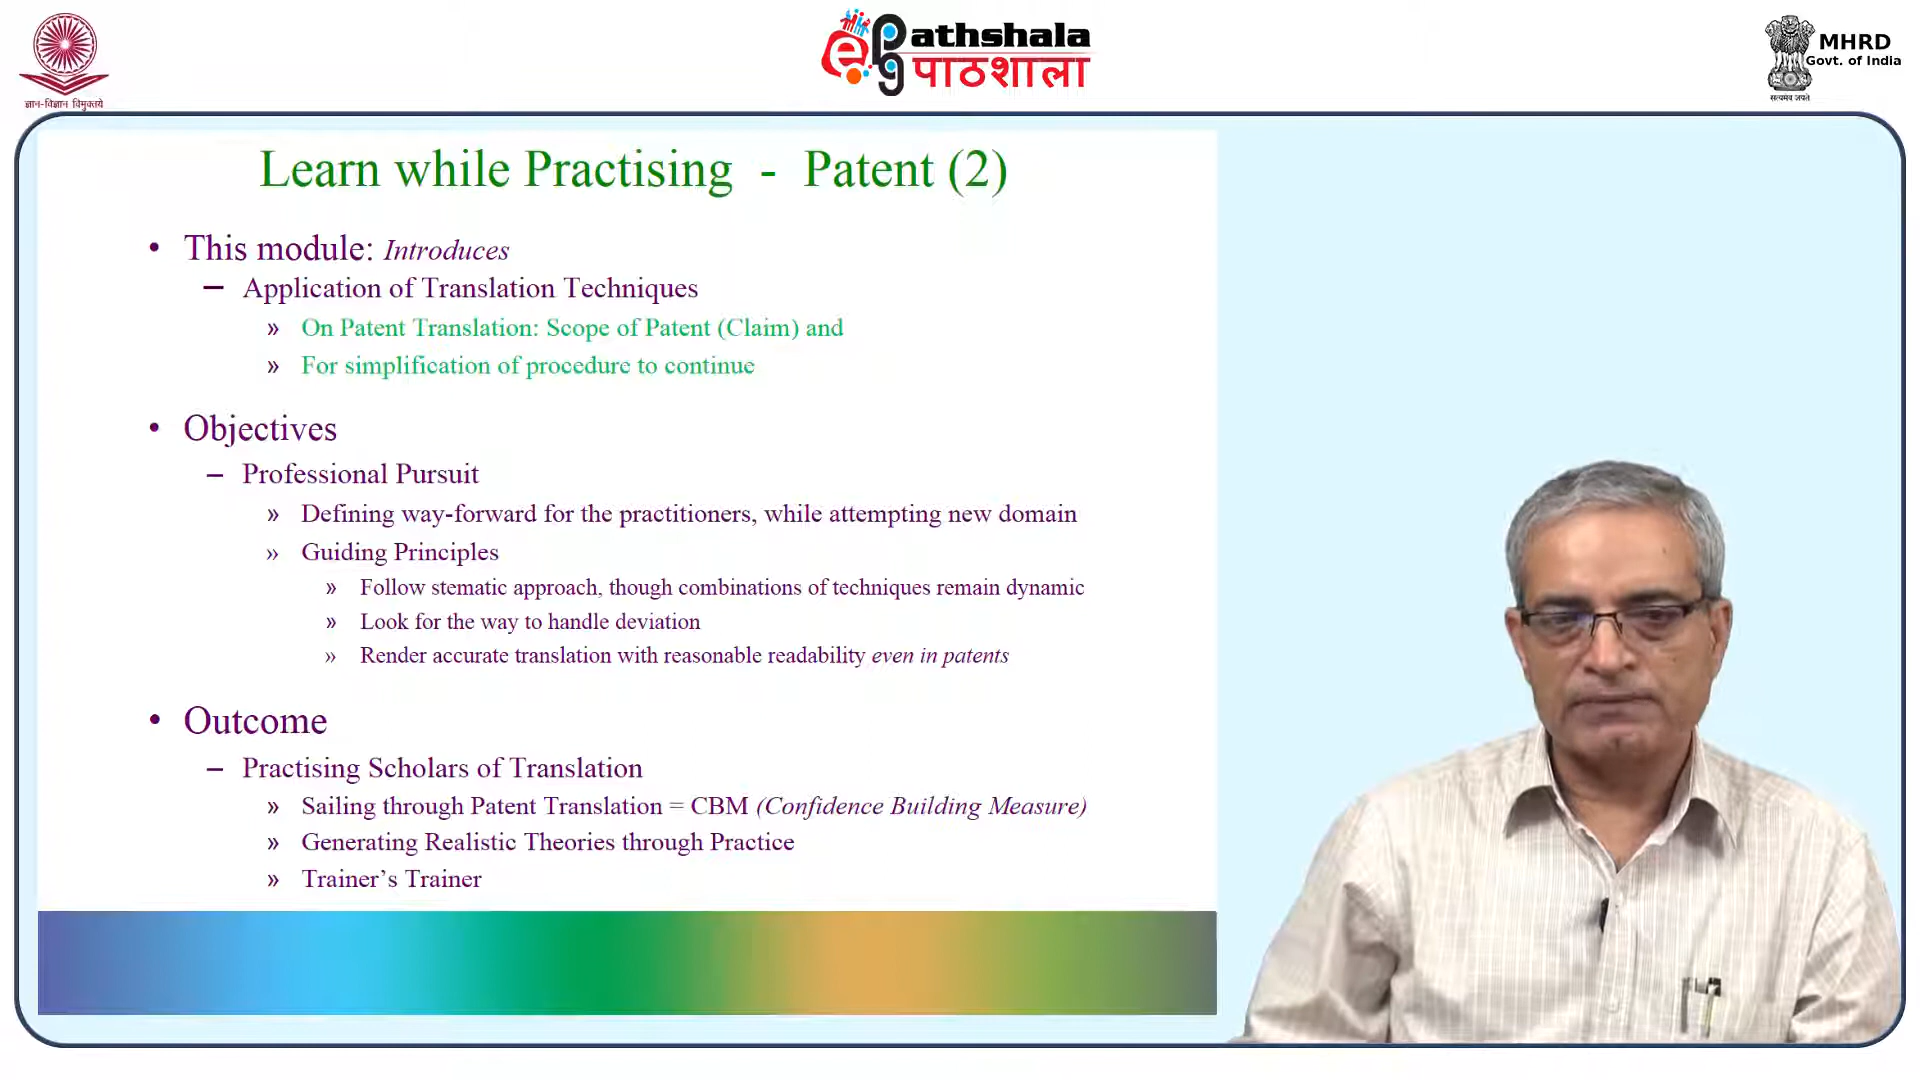 ज्ञान-विज्ञान विमुक्तये
ePathshala
पाठशाला
MHRD
Govt. of India
सत्यमेव जयते
Learn while Practising - Patent (2)
• This module: Introduces
– Application of Translation Techniques
» On Patent Translation: Scope of Patent (Claim) and
» For simplification of procedure to continue
• Objectives
– Professional Pursuit
» Defining way-forward for the practitioners, while attempting new domain
» Guiding Principles
» Follow stematic approach, though combinations of techniques remain dynamic
» Look for the way to handle deviation
» Render accurate translation with reasonable readability even in patents
• Outcome
– Practising Scholars of Translation
» Sailing through Patent Translation = CBM (Confidence Building Measure)
» Generating Realistic Theories through Practice
» Trainer's Trainer